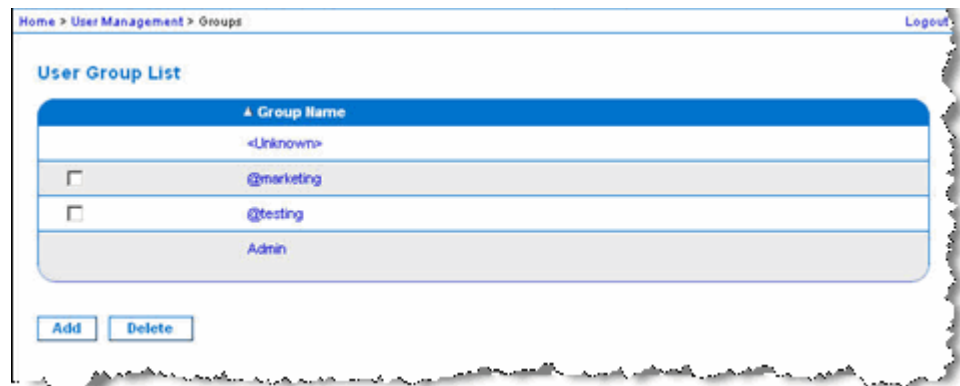 Home > User Management > Groups
Logout
User Group List
▲ Group Name
<Unknown>
@marketing
@testing
Admin
Add
Delete